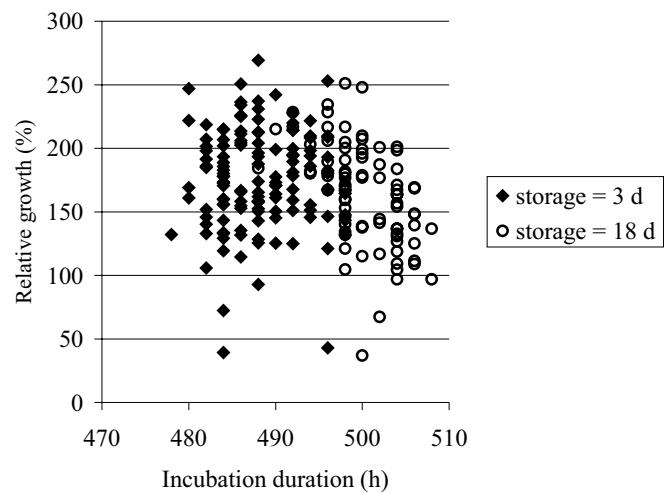 300
250
200
150
100
50
0
Relative growth (%)
470 480 490 500 510
Incubation duration (h)
storage = 3 d
storage = 18 d